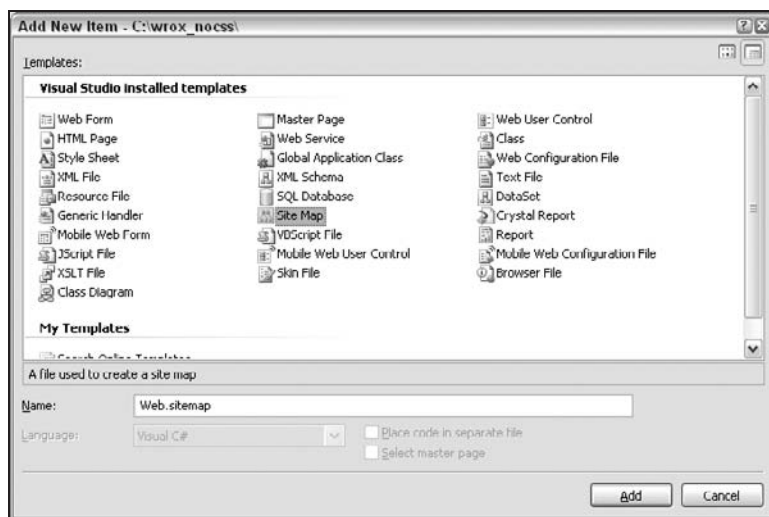 Add New Item - C:\wrox_nocss\
Templates:
Visual Studio installed templates
Web Form
Master Page
Web User Control
HTML Page
Web Service
Class
Style Sheet
Global Application Class
Web Configuration File
XML File
XML Schema
Text File
Resource File
SQL Database
DataSet
Generic Handler
Site Map
Crystal Report
Mobile Web Form
VBScript File
Report
JScript File
Mobile Web User Control
Mobile Web Configuration File
XSLT File
Skin File
Browser File
Class Diagram
My Templates
Search Online Templates
A file used to create a site map
Name:
Web.sitemap
Language:
Visual C#
Place code in separate file
Select master page
Add
Cancel